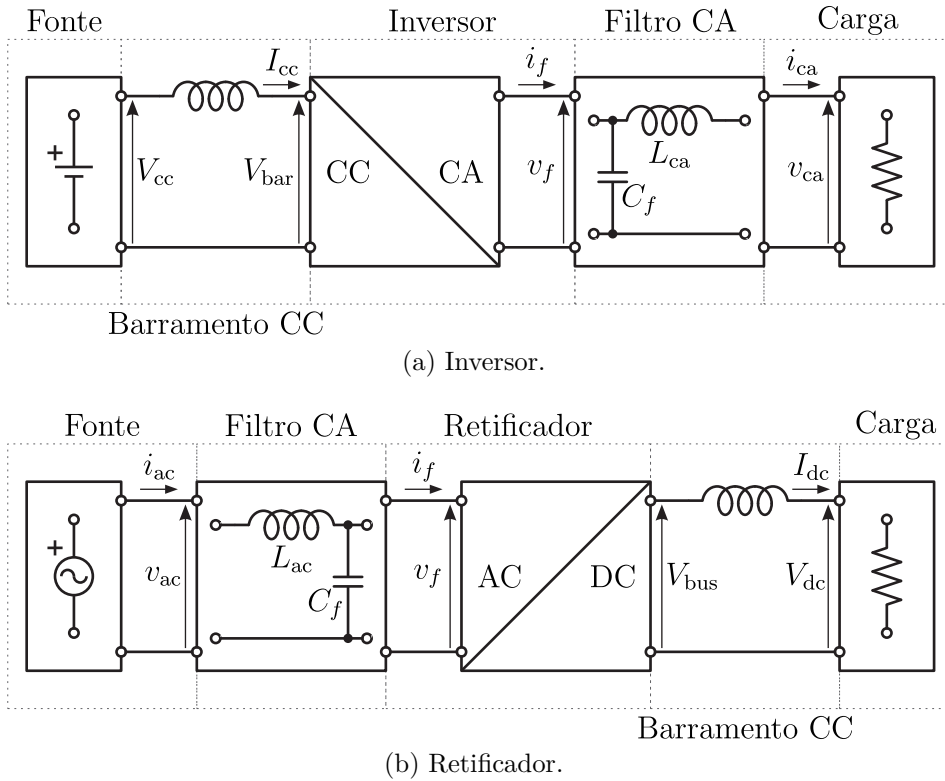 Fonte Inversor Filtro CA Carga
I_cc i_f i_ca
+ V_cc V_bar CC CA v_f L_ca C_f v_ca
Barramento CC
(a) Inversor.
Fonte Filtro CA Retificador Carga
i_ac i_f I_dc
+ v_ac L_ac C_f v_f AC DC V_bus V_dc
Barramento CC
(b) Retificador.